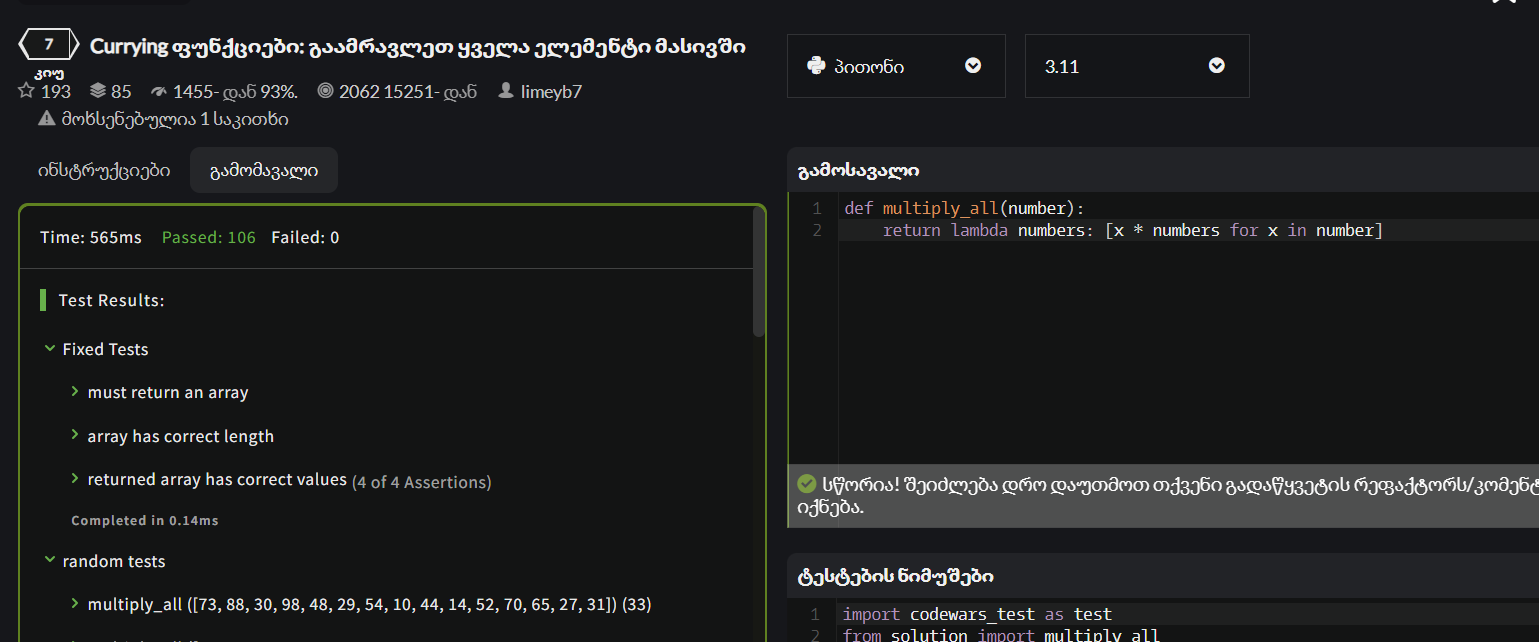 7 Currying ფუნქციები: გაამრავლეთ ყველა ელემენტი მასივში
კიუ
193 85 1455- დან 93%. 2062 15251- დან limeyb7
მოხსენებულია 1 საკითხი
ინსტრუქციები გამომავალი
Time: 565ms Passed: 106 Failed: 0
Test Results:
Fixed Tests
must return an array
array has correct length
returned array has correct values (4 of 4 Assertions)
Completed in 0.14ms
random tests
multiply_all ([73, 88, 30, 98, 48, 29, 54, 10, 44, 14, 52, 70, 65, 27, 31]) (33)
პითონი 3.11
გამოსავალი
1 def multiply_all(number):
2 return lambda numbers: [x * numbers for x in number]
სწორია! შეიძლება დრო დაუთმოთ თქვენი გადაწყვეტის რეფაქტორს/კომენტ
იქნება.
ტესტების ნიმუშები
1 import codewars_test as test
2 from solution import multiply_all